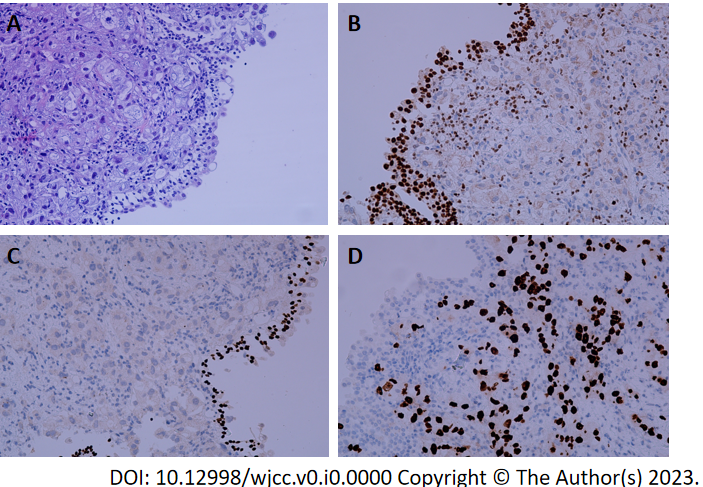 A
B
C
D
DOI: 10.12998/wjcc.v0.i0.0000 Copyright © The Author(s) 2023.